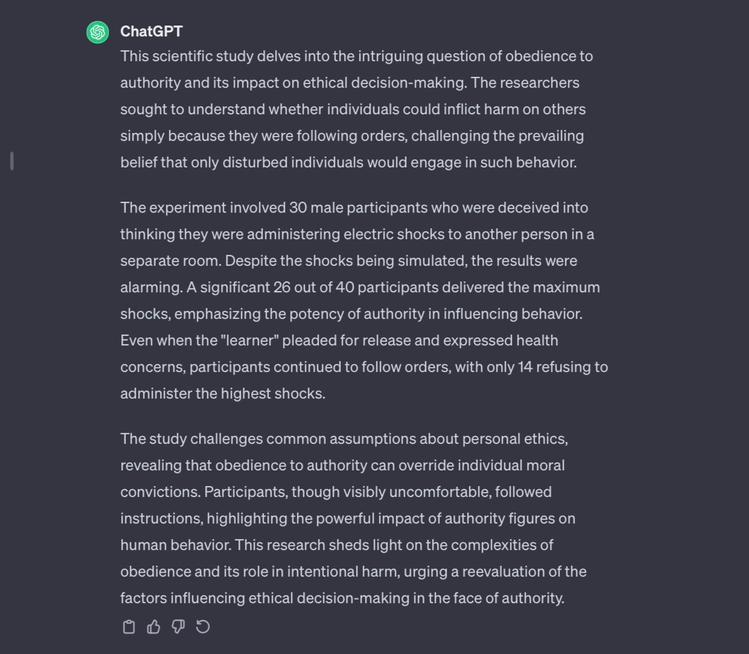 ChatGPT
This scientific study delves into the intriguing question of obedience to
authority and its impact on ethical decision-making. The researchers
sought to understand whether individuals could inflict harm on others
simply because they were following orders, challenging the prevailing
belief that only disturbed individuals would engage in such behavior.
The experiment involved 30 male participants who were deceived into
thinking they were administering electric shocks to another person in a
separate room. Despite the shocks being simulated, the results were
alarming. A significant 26 out of 40 participants delivered the maximum
shocks, emphasizing the potency of authority in influencing behavior.
Even when the "learner" pleaded for release and expressed health
concerns, participants continued to follow orders, with only 14 refusing to
administer the highest shocks.
The study challenges common assumptions about personal ethics,
revealing that obedience to authority can override individual moral
convictions. Participants, though visibly uncomfortable, followed
instructions, highlighting the powerful impact of authority figures on
human behavior. This research sheds light on the complexities of
obedience and its role in intentional harm, urging a reevaluation of the
factors influencing ethical decision-making in the face of authority.